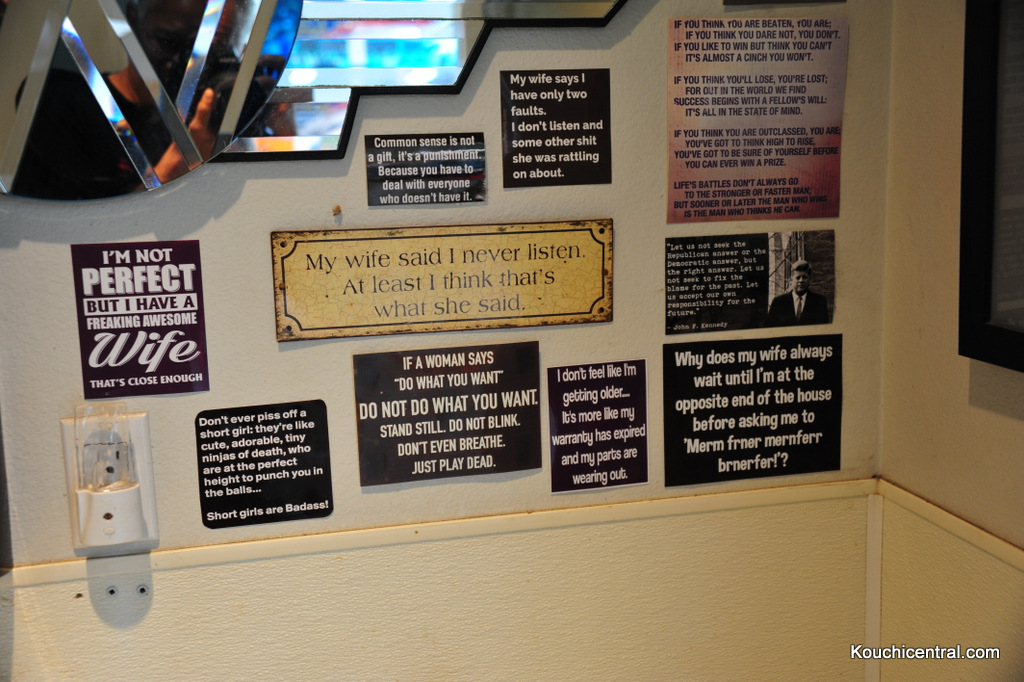 IF YOU THINK YOU ARE BEATEN, YOU ARE;
IF YOU THINK YOU DARE NOT, YOU DON'T.
IF YOU LIKE TO WIN BUT THINK YOU CAN'T
IT'S ALMOST A CINCH YOU WON'T.
IF YOU THINK YOU'LL LOSE, YOU'RE LOST;
FOR OUT IN THE WORLD WE FIND
SUCCESS BEGINS WITH A FELLOW'S WILL;
IT'S ALL IN THE STATE OF MIND.
IF YOU THINK YOU ARE OUTCLASSED, YOU ARE;
YOU'VE GOT TO THINK HIGH TO RISE,
YOU'VE GOT TO BE SURE OF YOURSELF BEFORE
YOU CAN EVER WIN A PRIZE.
LIFE'S BATTLES DON'T ALWAYS GO
TO THE STRONGER OR FASTER MAN;
BUT SOONER OR LATER THE MAN WHO WINS
IS THE MAN WHO THINKS HE CAN.
My wife says I
have only two
faults.
I don't listen and
some other shit
she was rattling
on about.
Common sense is not
a gift, it's a punishment.
Because you have to
deal with everyone
who doesn't have it.
My wife said I never listen.
At least I think that's
what she said.
"Let us not seek the
Republican answer or the
Democratic answer, but
the right answer. Let us
not seek to fix the
blame for the past. Let
us accept our own
responsibility for the
future."
- John F. Kennedy
I'M NOT
PERFECT
BUT I HAVE A
FREAKING AWESOME
Wife
THAT'S CLOSE ENOUGH
IF A WOMAN SAYS
"DO WHAT YOU WANT"
DO NOT DO WHAT YOU WANT.
STAND STILL. DO NOT BLINK.
DON'T EVEN BREATHE.
JUST PLAY DEAD.
Why does my wife always
wait until I'm at the
opposite end of the house
before asking me to
'Merm frner mernferr
brnerfer!'?
I don't feel like I'm
getting older....
It's more like my
warranty has expired
and my parts are
wearing out.
Don't ever piss off a
short girl: they're like
cute, adorable, tiny
ninjas of death, who
are at the perfect
height to punch you in
the balls...
Short girls are Badass!
Kouchicentral.com